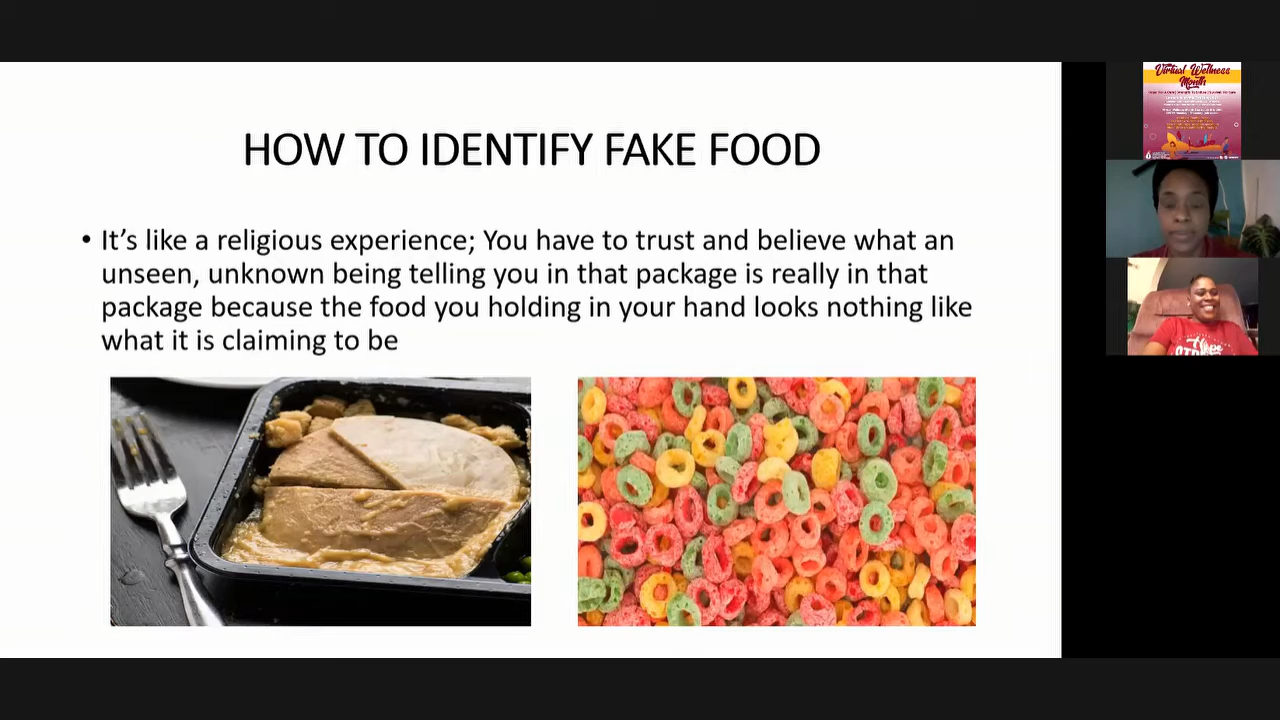 HOW TO IDENTIFY FAKE FOOD
• It’s like a religious experience; You have to trust and believe what an
unseen, unknown being telling you in that package is really in that
package because the food you holding in your hand looks nothing like
what it is claiming to be
Virtual Wellness
Month
Hope